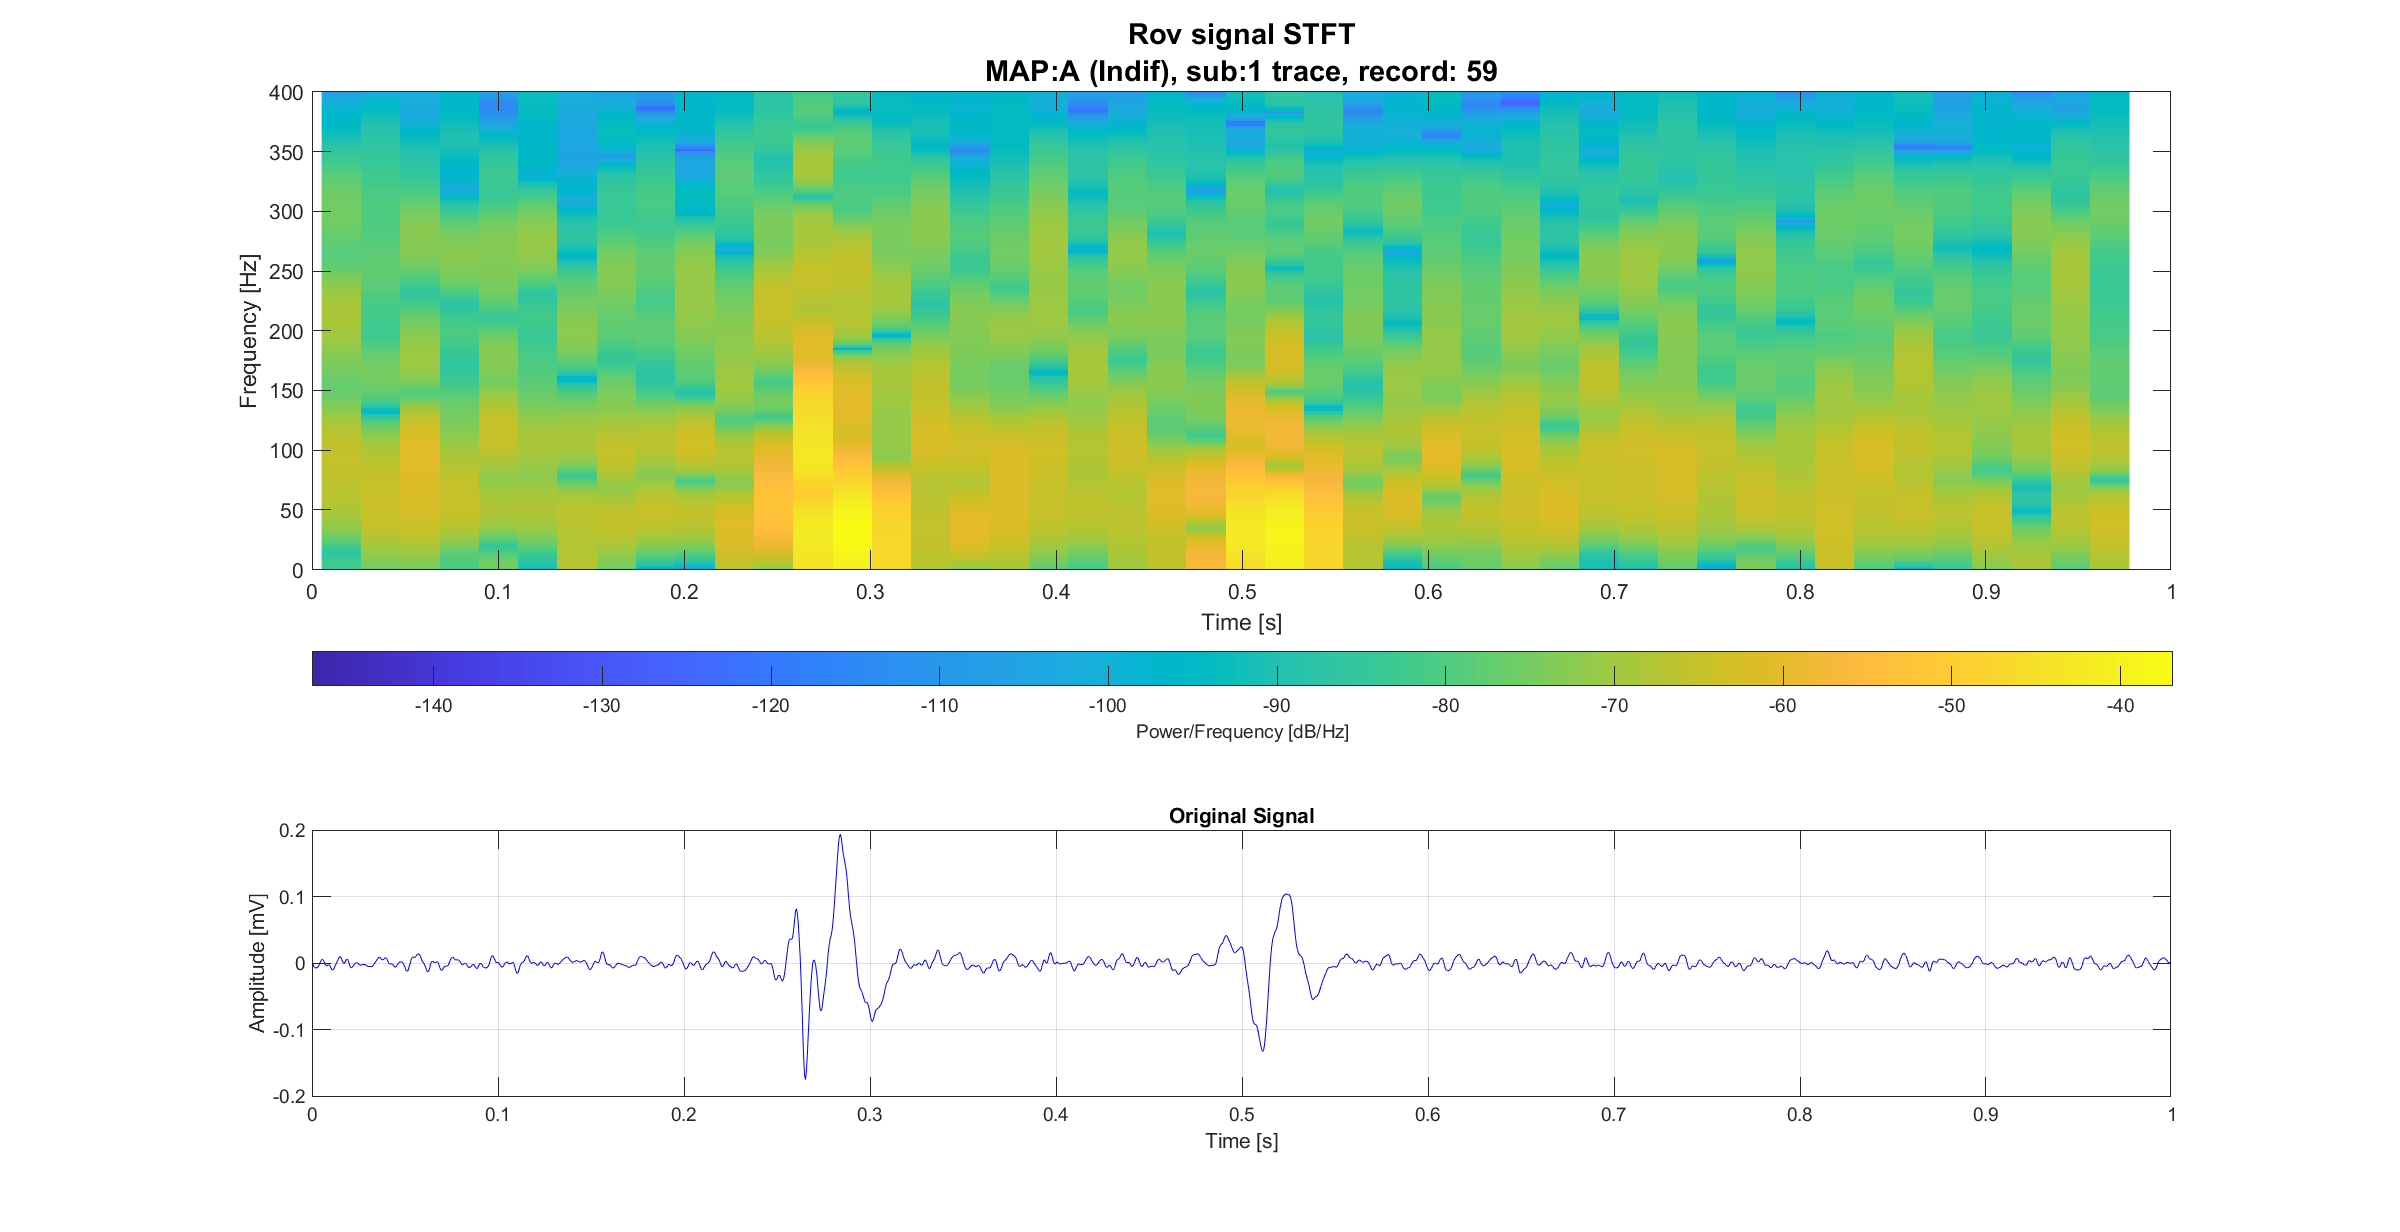 Rov signal STFT
MAP:A (Indif), sub:1 trace, record: 59
400
350
300
250
200
150
100
50
0
Frequency [Hz]
0 0.1 0.2 0.3 0.4 0.5 0.6 0.7 0.8 0.9 1
Time [s]
-140 -130 -120 -110 -100 -90 -80 -70 -60 -50 -40
Power/Frequency [dB/Hz]
Original Signal
0.2
0.1
0
-0.1
-0.2
Amplitude [mV]
0 0.1 0.2 0.3 0.4 0.5 0.6 0.7 0.8 0.9 1
Time [s]